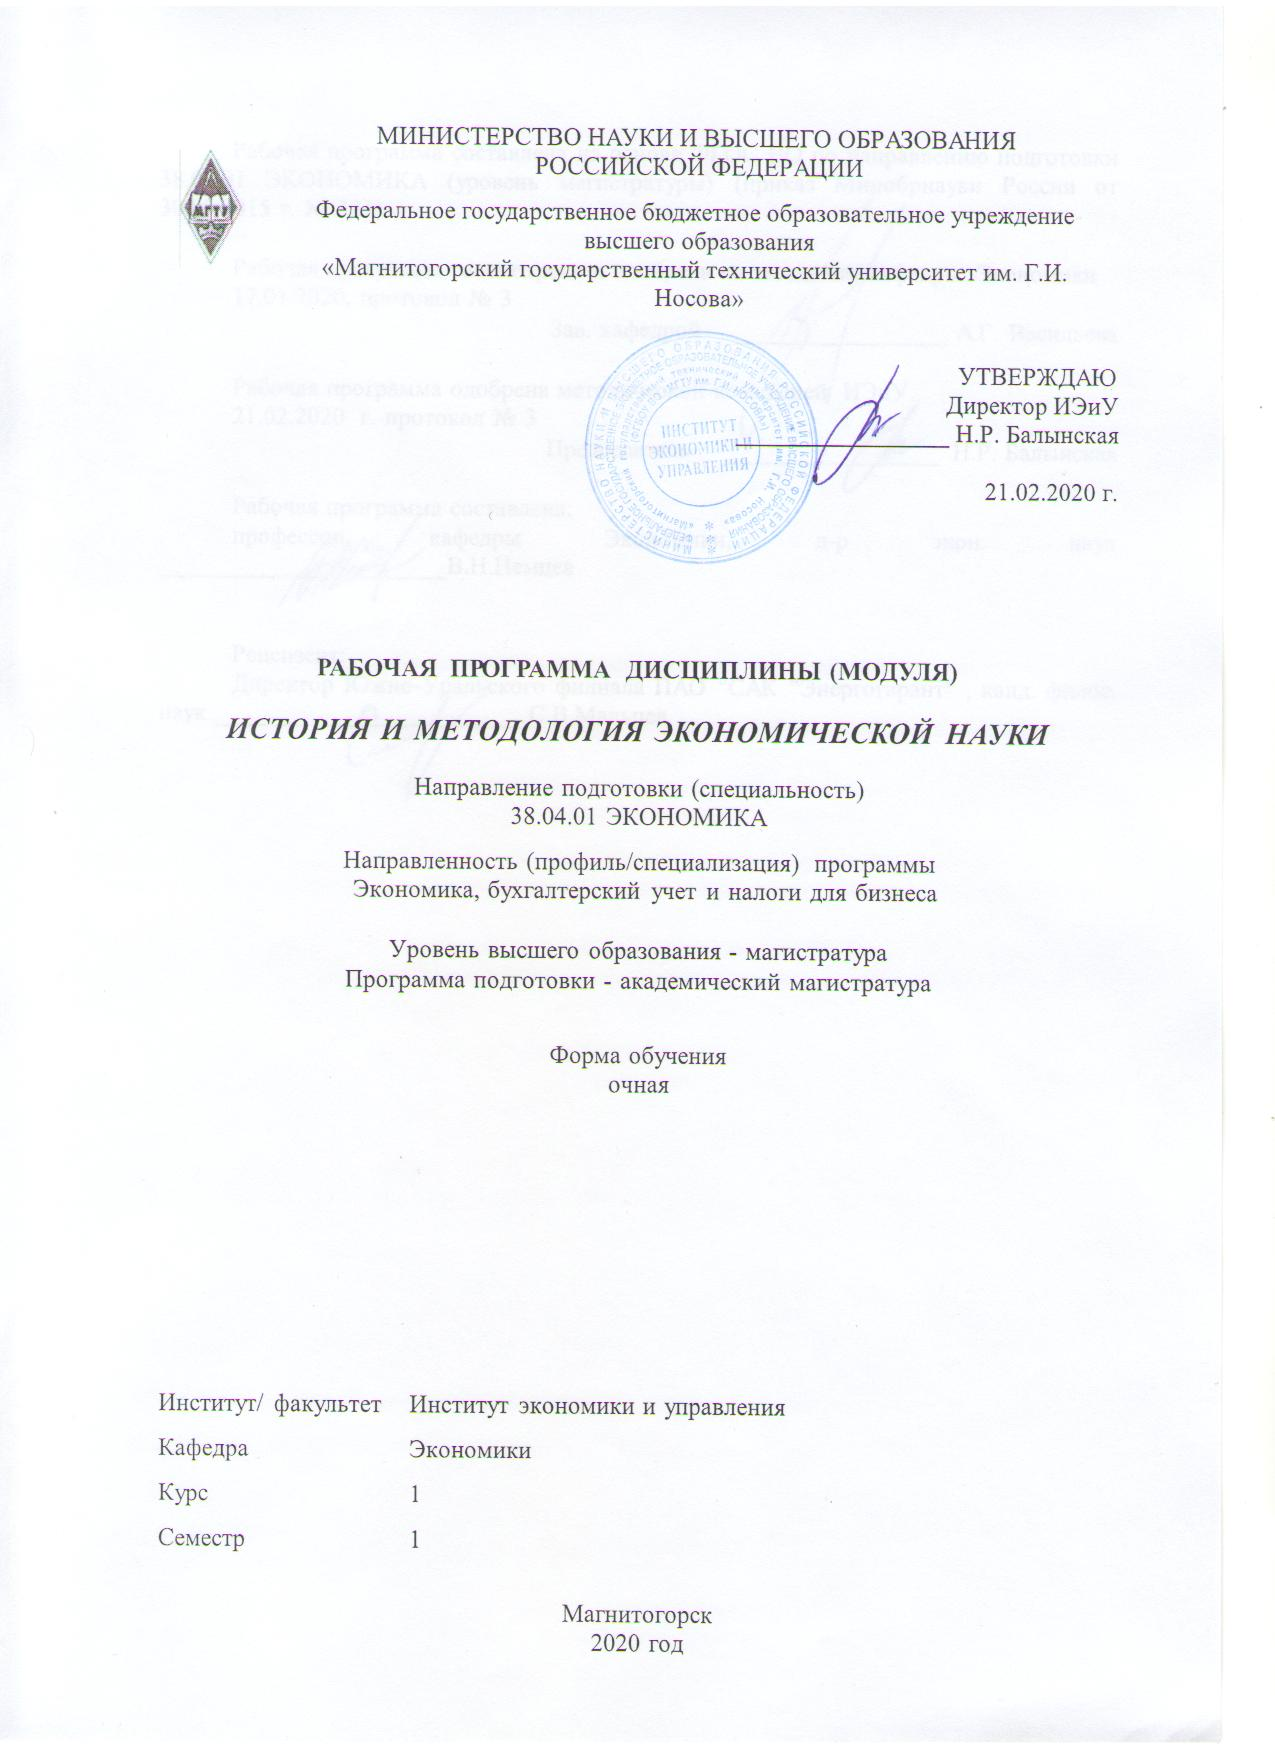 МИНИСТЕРСТВО НАУКИ И ВЫСШЕГО ОБРАЗОВАНИЯ
РОССИЙСКОЙ ФЕДЕРАЦИИ
МГТУ
Федеральное государственное бюджетное образовательное учреждение
высшего образования
«Магнитогорский государственный технический университет им. Г.И.
Носова»
УТВЕРЖДАЮ
Директор ИЭиУ
Н.Р. Балынская
21.02.2020 г.
ИНСТИТУТ
ЭКОНОМИКИ И
УПРАВЛЕНИЯ
РАБОЧАЯ ПРОГРАММА ДИСЦИПЛИНЫ (МОДУЛЯ)
ИСТОРИЯ И МЕТОДОЛОГИЯ ЭКОНОМИЧЕСКОЙ НАУКИ
Направление подготовки (специальность)
38.04.01 ЭКОНОМИКА
Направленность (профиль/специализация) программы
Экономика, бухгалтерский учет и налоги для бизнеса
Уровень высшего образования - магистратура
Программа подготовки - академический магистратура
Форма обучения
очная
Институт/ факультет Институт экономики и управления
Кафедра Экономики
Курс 1
Семестр 1
Магнитогорск
2020 год